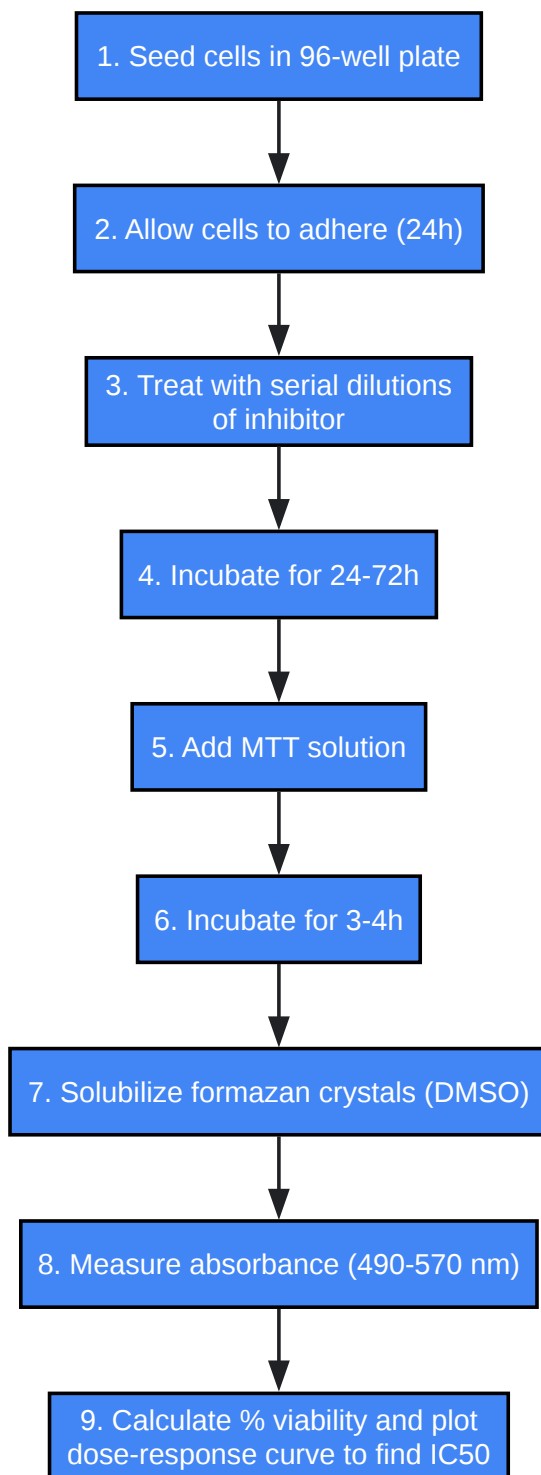 1. Seed cells in 96-well plate
2. Allow cells to adhere (24h)
3. Treat with serial dilutions
of inhibitor
4. Incubate for 24-72h
5. Add MTT solution
6. Incubate for 3-4h
7. Solubilize formazan crystals (DMSO)
8. Measure absorbance (490-570 nm)
9. Calculate % viability and plot
dose-response curve to find IC50